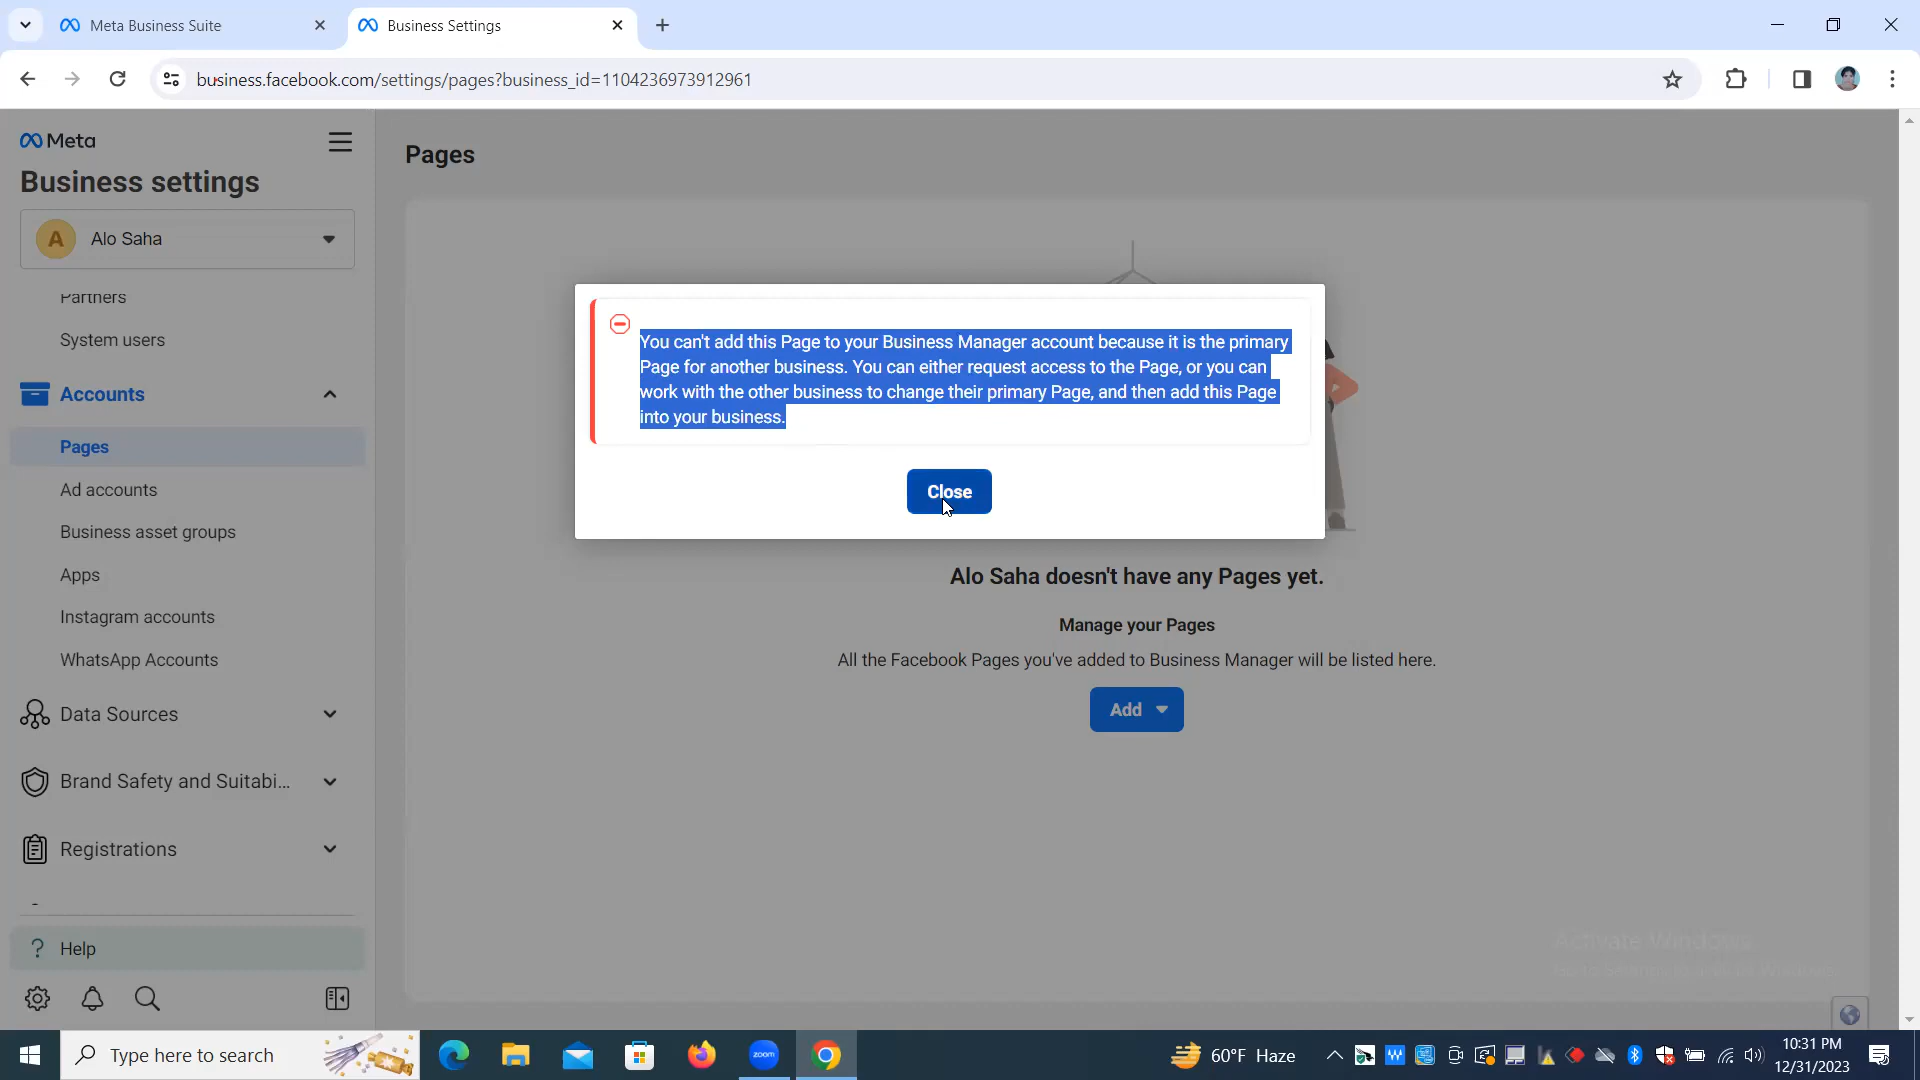 Meta Business Suite
Business Settings
business.facebook.com/settings/pages?business_id=1104236973912961
Meta
Business settings
A Alo Saha
Partners
System users
Accounts
Pages
Ad accounts
Business asset groups
Apps
Instagram accounts
WhatsApp Accounts
Data Sources
Brand Safety and Suitabi...
Registrations
? Help
Pages
You can't add this Page to your Business Manager account because it is the primary
Page for another business. You can either request access to the Page, or you can
work with the other business to change their primary Page, and then add this Page
into your business.
Close
Alo Saha doesn't have any Pages yet.
Manage your Pages
All the Facebook Pages you've added to Business Manager will be listed here.
Add
Activate Windows
Type here to search
zoom
60°F Haze
10:31 PM
12/31/2023